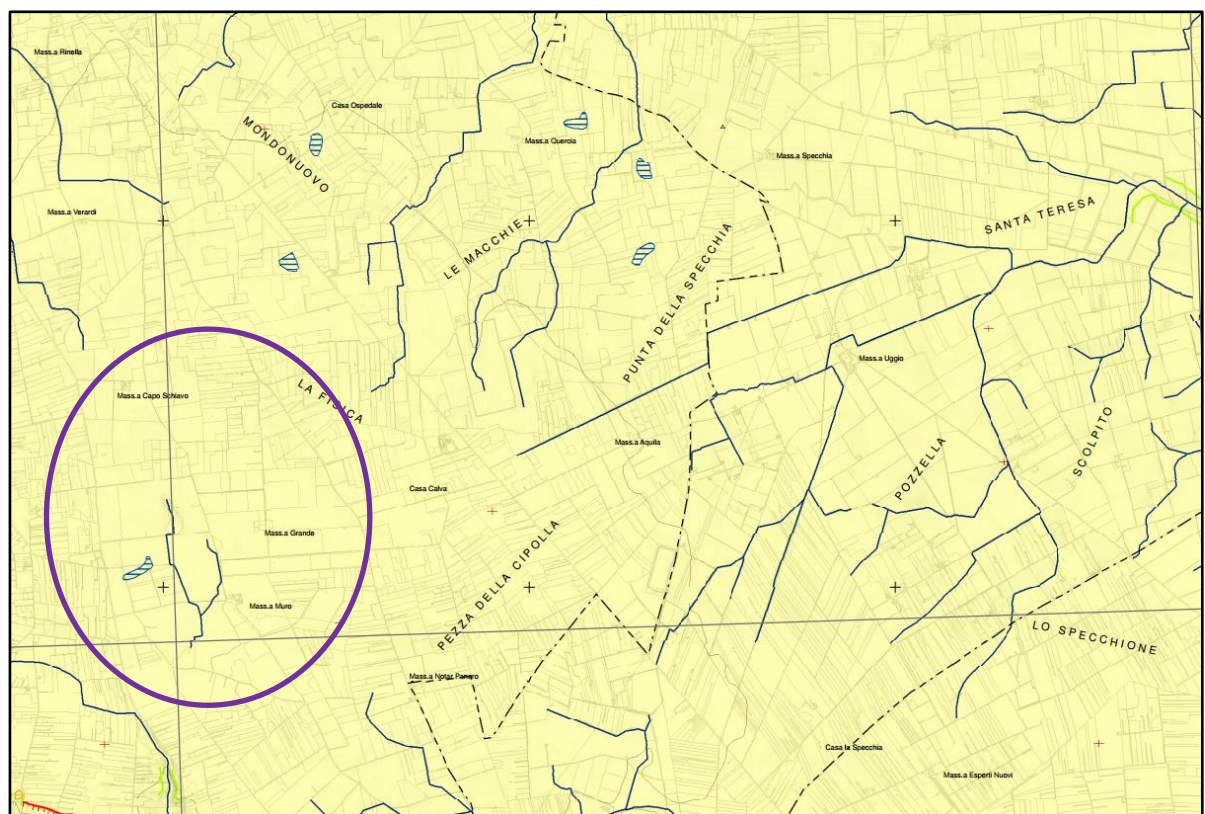 Mass.a Rinella
Casa Ospedale
MONDONUOVO
Mass.a Quercia
Mass.a Specchia
Mass.a Verardi
SANTA TERESA
LE MACCHIE
PUNTA DELLA SPECCHIA
Mass.a Uggio
LA FISICA
Mass.a Capo Schiavo
Mass.a Aquila
POZZELLA
SCOLPITO
Casa Calva
Mass.a Grande
PEZZA DELLA CIPOLLA
Mass.a Muro
LO SPECCHIONE
Mass.a Notar Panaro
Casa la Specchia
Mass.a Esperti Nuovi